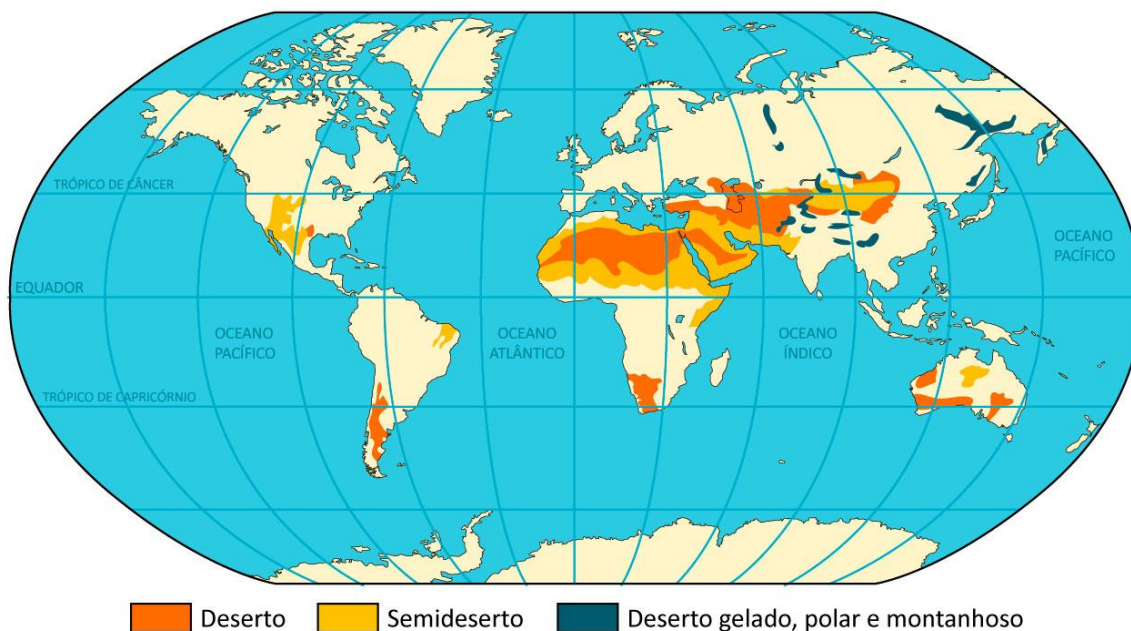 TRÓPICO DE CÂNCER
OCEANO
PACÍFICO
EQUADOR
OCEANO
PACÍFICO
OCEANO
ATLÂNTICO
OCEANO
ÍNDICO
TRÓPICO DE CAPRICÓRNIO
Deserto
Semideserto
Deserto gelado, polar e montanhoso